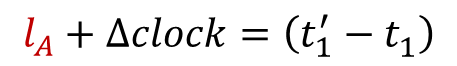 l_A + Δclock = (t′_1 − t_1)